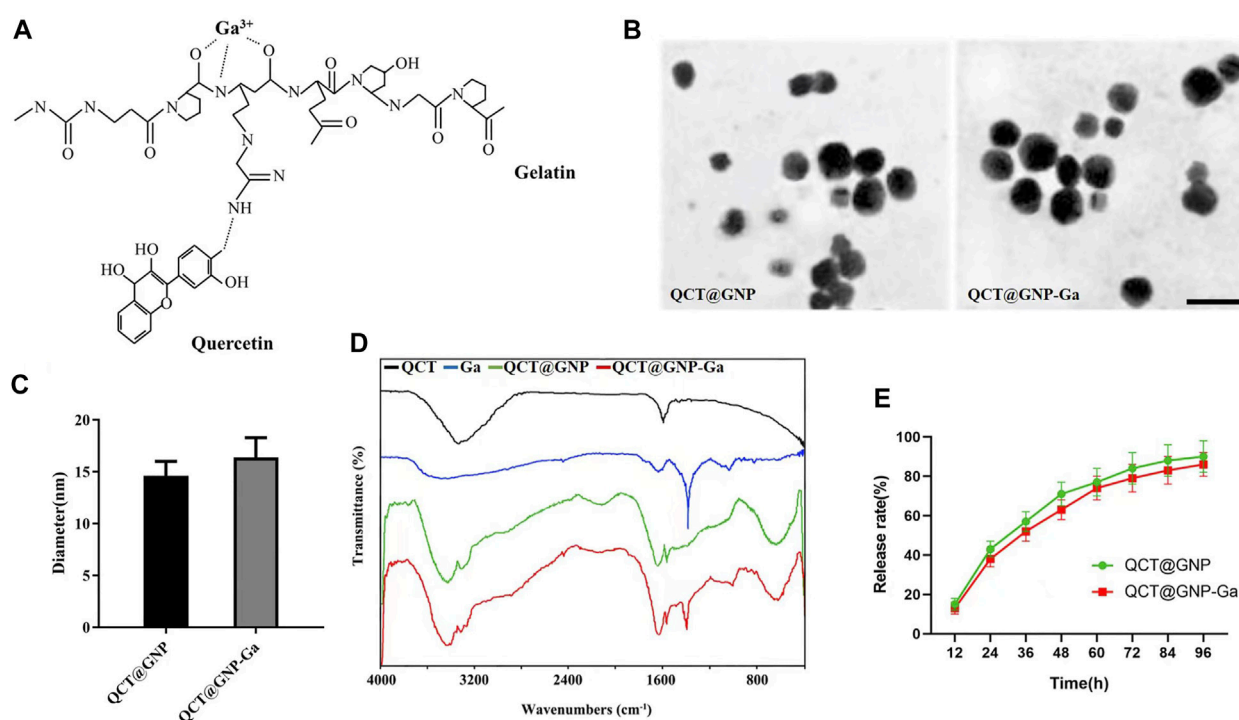 A
Ga³⁺
O
O
N
N
N
N
N
N
O
O
OH
N
O
N
O
O
N
N
NH
Gelatin
HO
HO
OH
O
Quercetin
B
QCT@GNP
QCT@GNP-Ga
C
Diameter(nm)
20
15
10
5
0
QCT@GNP
QCT@GNP-Ga
D
QCT Ga QCT@GNP QCT@GNP-Ga
Transmittance (%)
4000 3200 2400 1600 800
Wavenumbers (cm⁻¹)
E
Release rate(%)
100
80
60
40
20
0
QCT@GNP
QCT@GNP-Ga
12 24 36 48 60 72 84 96
Time(h)